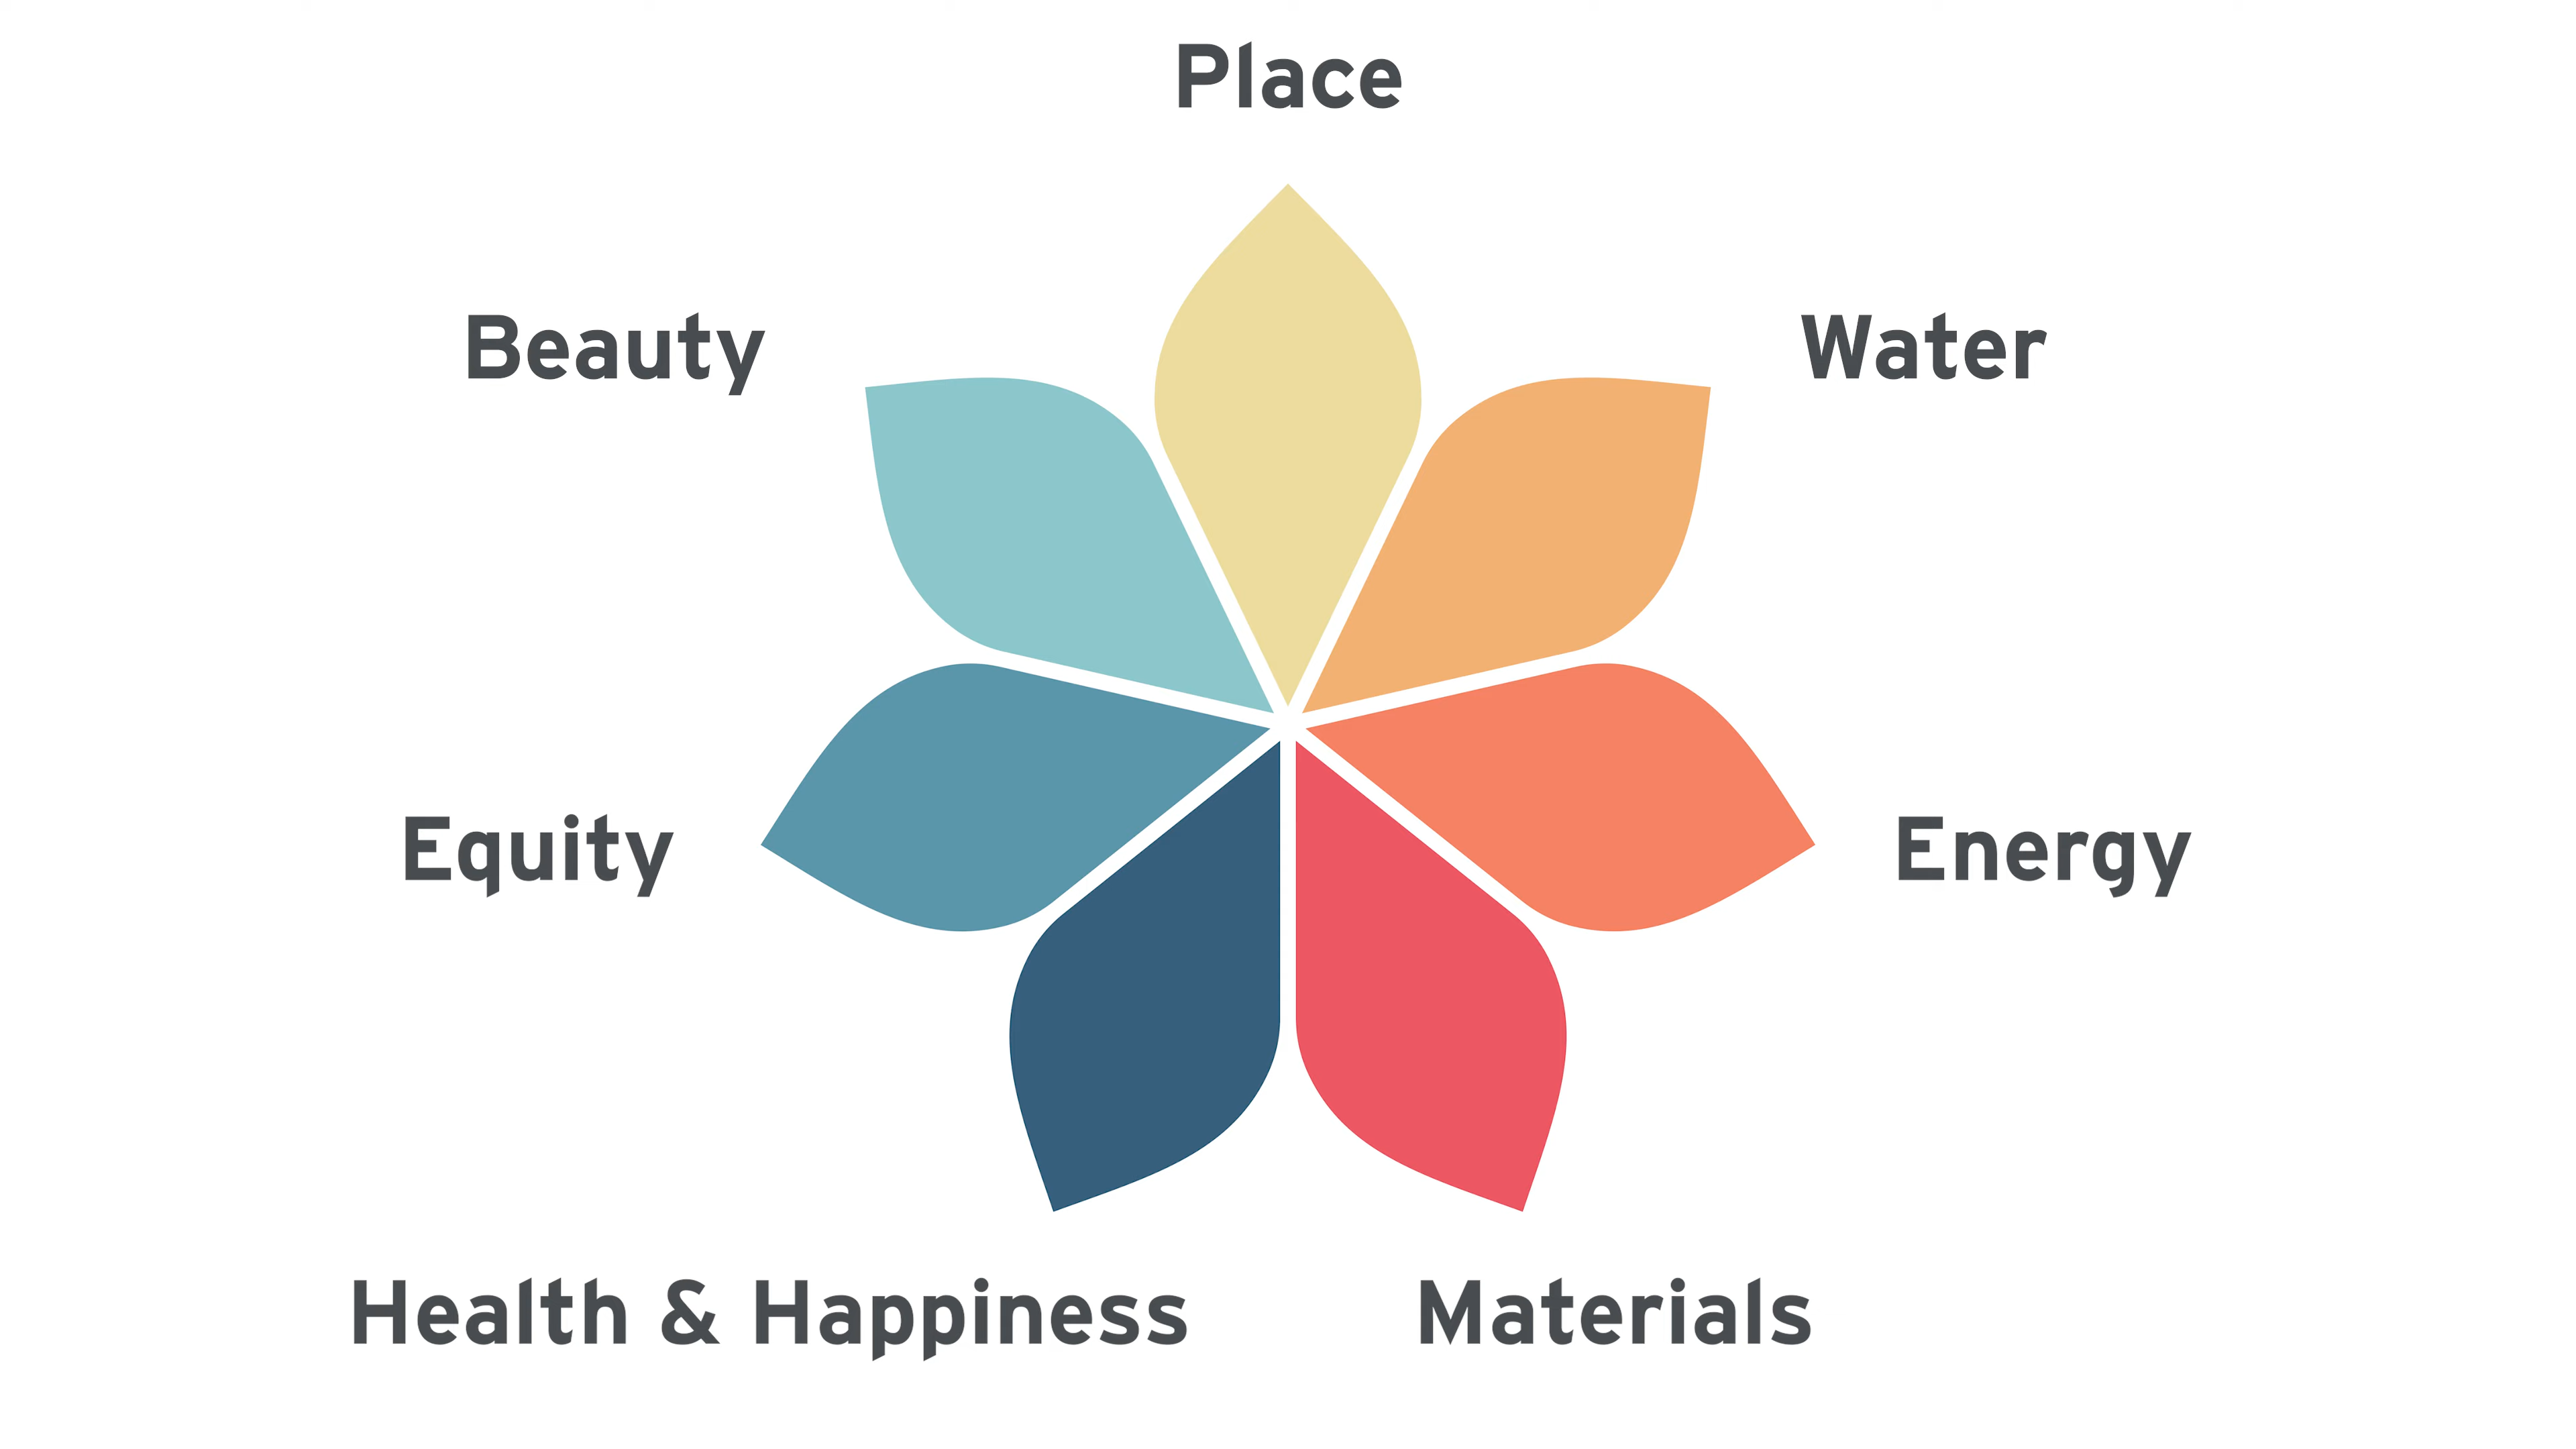 Place
Beauty
Water
Equity
Energy
Health & Happiness
Materials